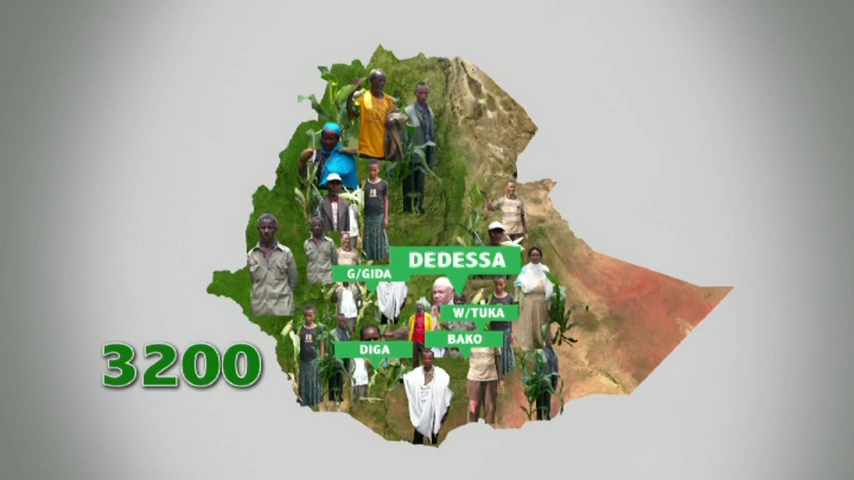 DEDESSA
G/GIDA
W/TUKA
BAKO
DIGA
3200